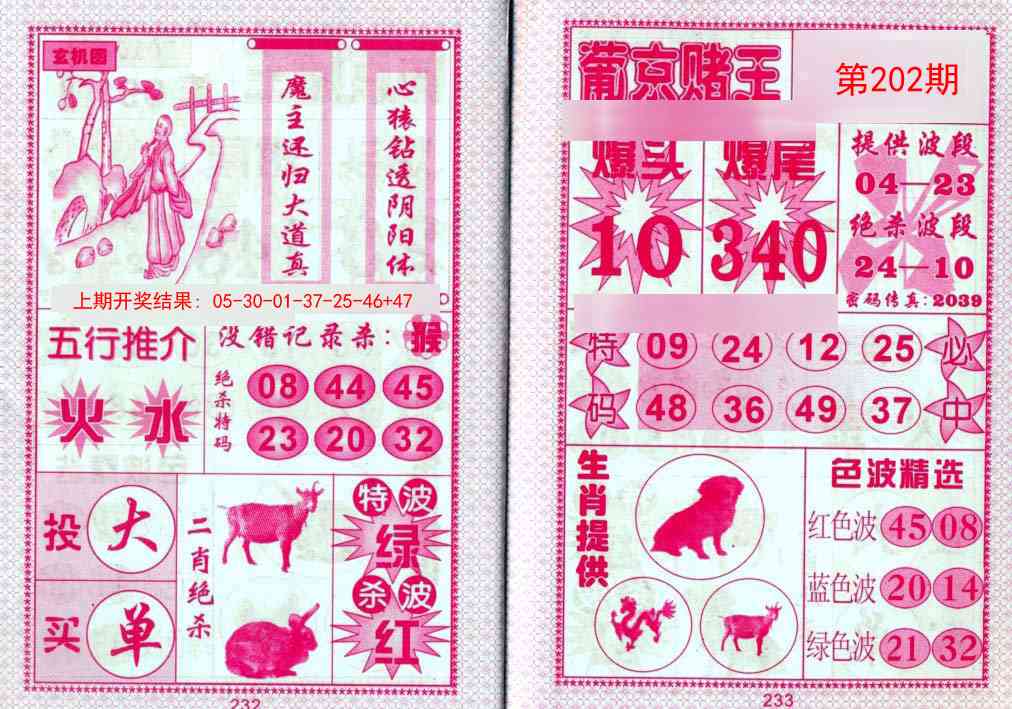 玄机图
心猿钻透阴阳体
魔主还归大道真
上期开奖结果：05-30-01-37-25-46+47
五行推介
火 水
没错记录杀：猴
绝杀特码
08 44 45
23 20 32
投 大
买 单
二肖绝杀
特波
绿
杀波
红
232
葡京赌王
第202期
爆头 爆尾
10 340
提供波段
04—23
绝杀波段
24—10
密码传真:2039
特码
09 24 12 25
48 36 49 37
必中
生肖提供
色波精选
红色波 45 08
蓝色波 20 14
绿色波 21 32
233